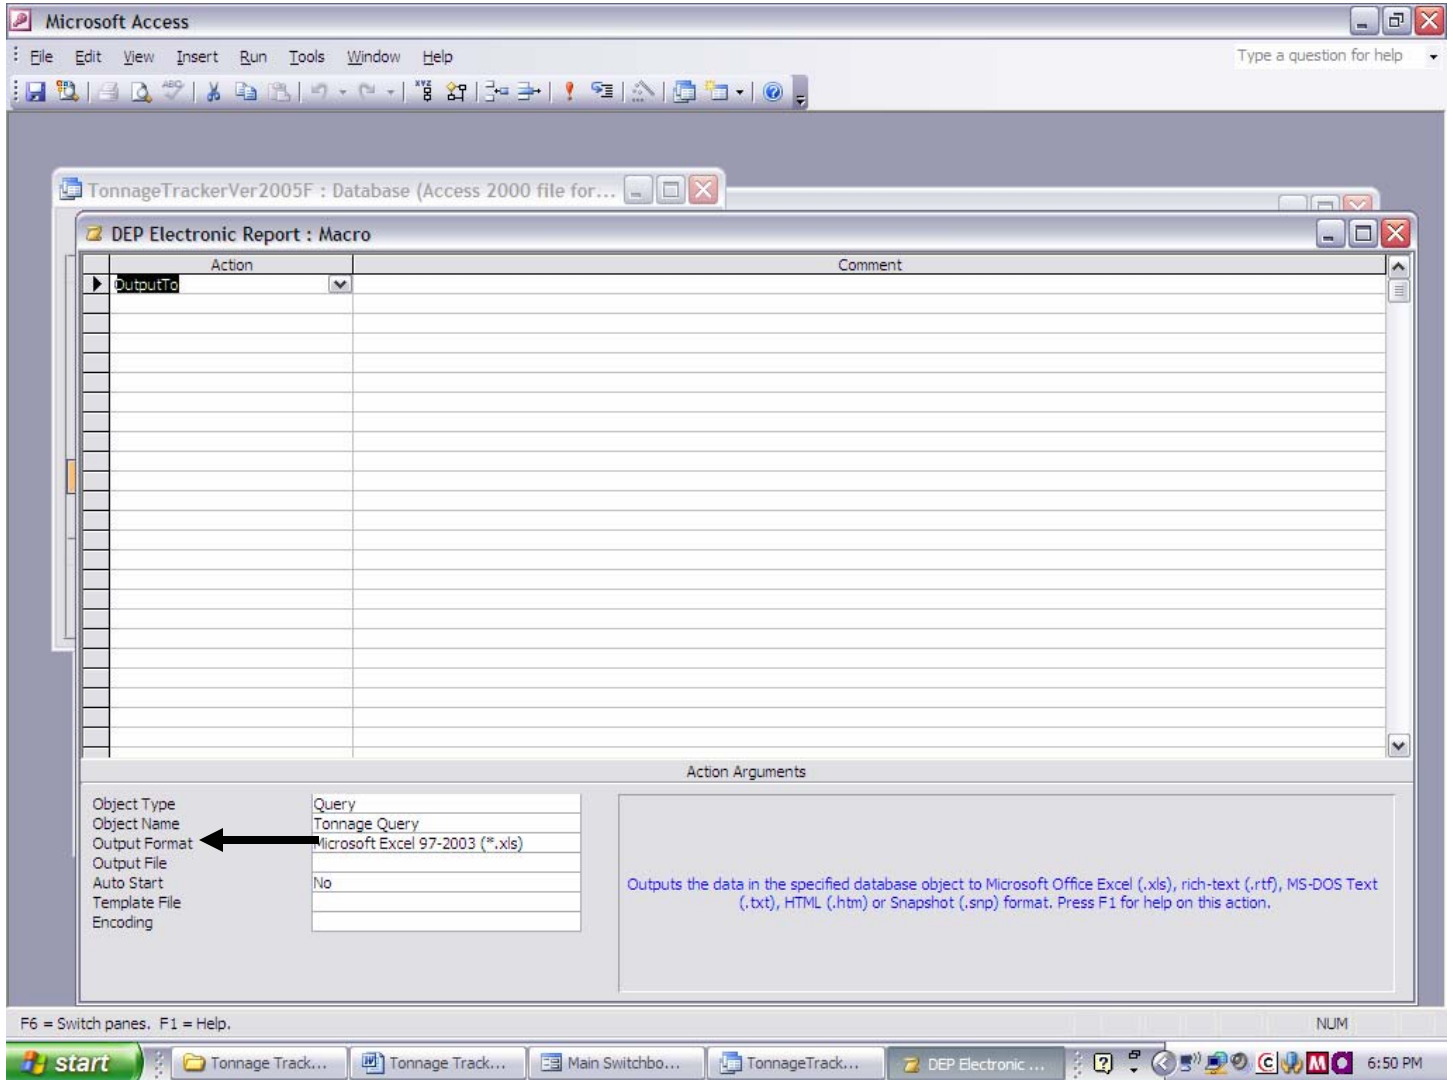 Microsoft Access
File Edit View Insert Run Tools Window Help Type a question for help
TonnageTrackerVer2005F : Database (Access 2000 file for...
DEP Electronic Report : Macro
Action Comment
OutputTo
Action Arguments
Object Type Query
Object Name Tonnage Query
Output Format Microsoft Excel 97-2003 (*.xls)
Output File
Auto Start No
Template File
Encoding
Outputs the data in the specified database object to Microsoft Office Excel (.xls), rich-text (.rtf), MS-DOS Text
(.txt), HTML (.htm) or Snapshot (.snp) format. Press F1 for help on this action.
F6 = Switch panes. F1 = Help. NUM
start Tonnage Track... Tonnage Track... Main Switchbo... TonnageTrack... DEP Electronic ... 6:50 PM